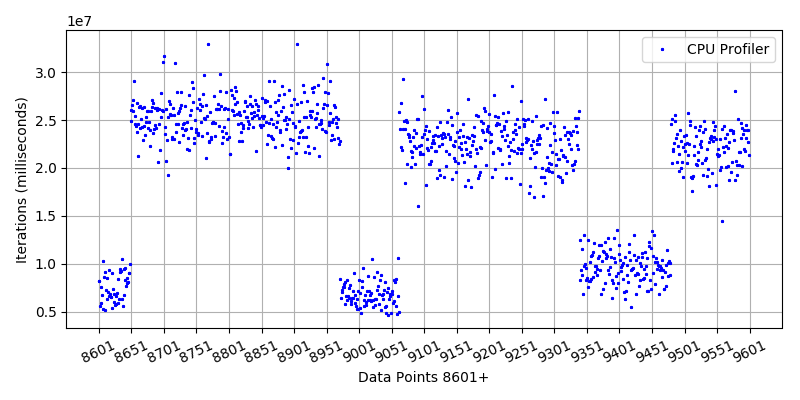 1e7
CPU Profiler
3.0
2.5
2.0
1.5
1.0
0.5
Iterations (milliseconds)
8601 8651 8701 8751 8801 8851 8901 8951 9001 9051 9101 9151 9201 9251 9301 9351 9401 9451 9501 9551 9601
Data Points 8601+